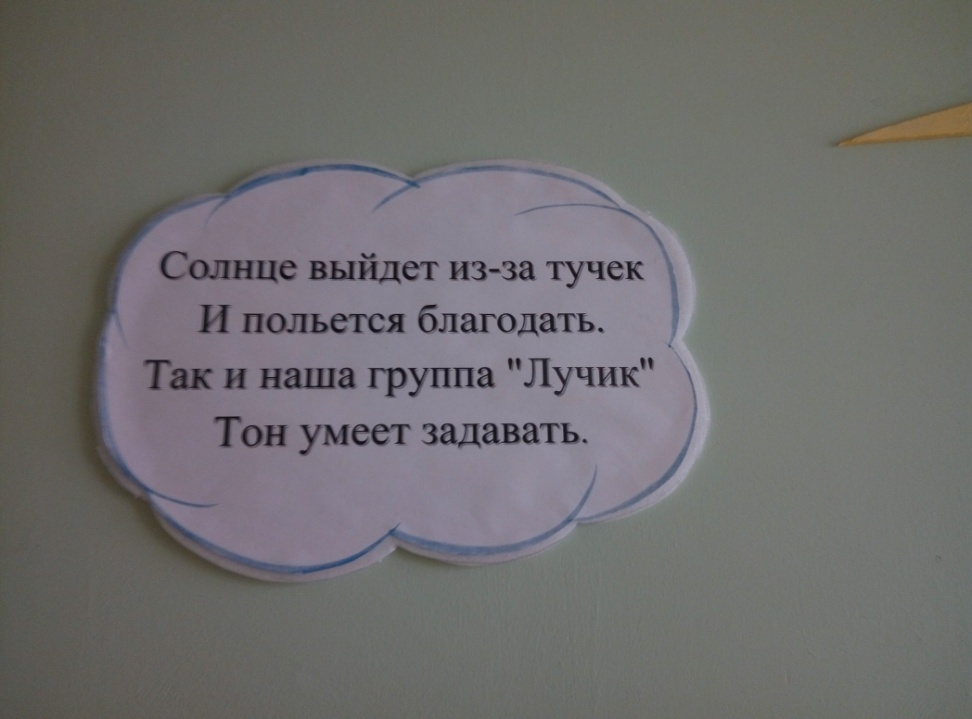 Солнце выйдет из-за тучек
И польется благодать.
Так и наша группа "Лучик"
Тон умеет задавать.